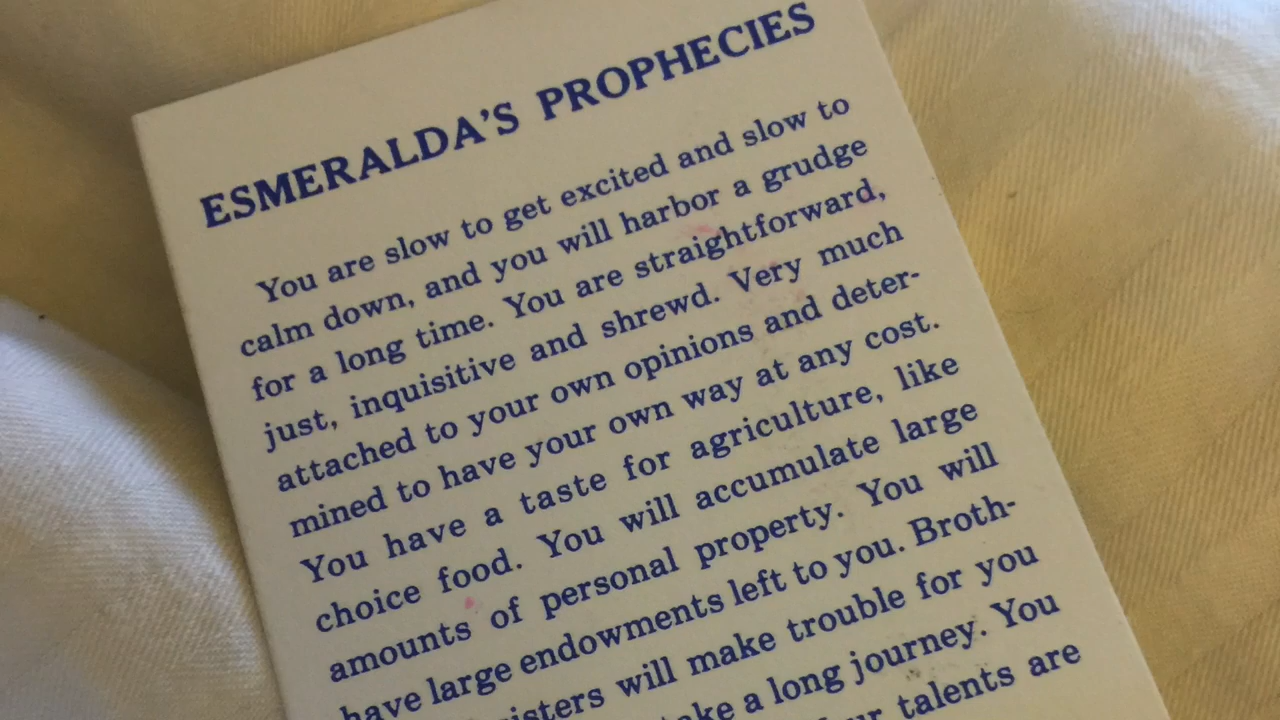 ESMERALDA'S PROPHECIES
You are slow to get excited and slow to
calm down, and you will harbor a grudge
for a long time. You are straightforward,
just, inquisitive and shrewd. Very much
attached to your own opinions and deter-
mined to have your own way at any cost.
You have a taste for agriculture, like
choice food. You will accumulate large
amounts of personal property. You will
have large endowments left to you. Broth-
sisters will make trouble for you
take a long journey. You
talents are